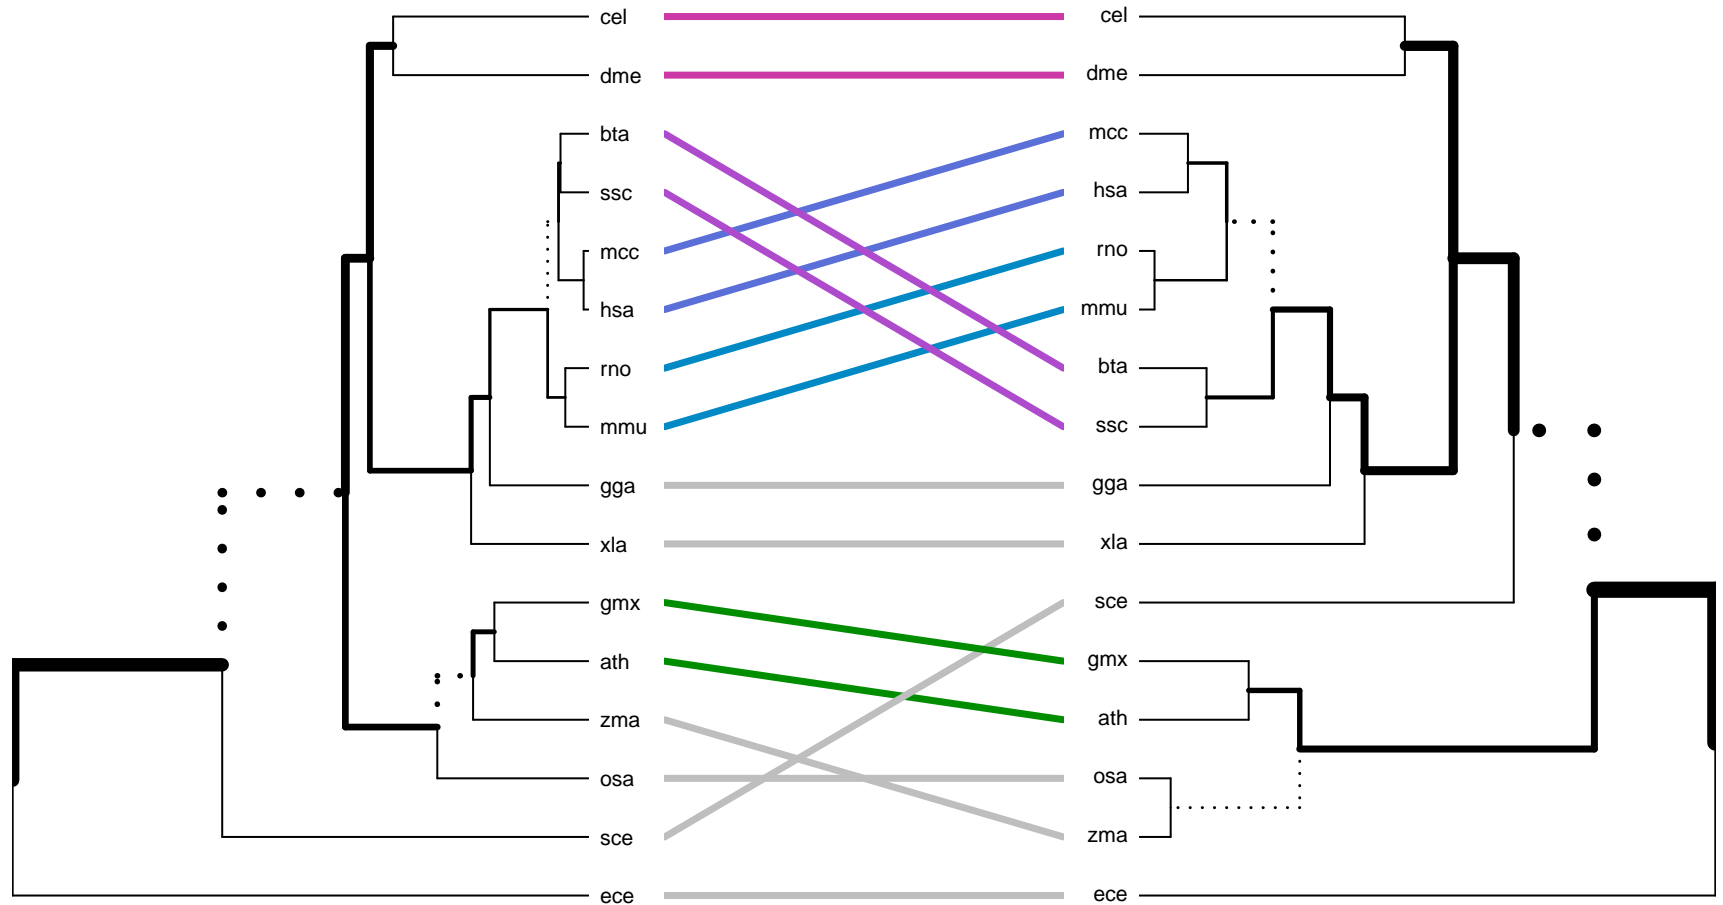 cel cel
dme dme
bta mcc
ssc hsa
mcc rno
hsa mmu
rno bta
mmu ssc
gga gga
xla xla
gmx sce
ath gmx
zma ath
osa osa
sce zma
ece ece